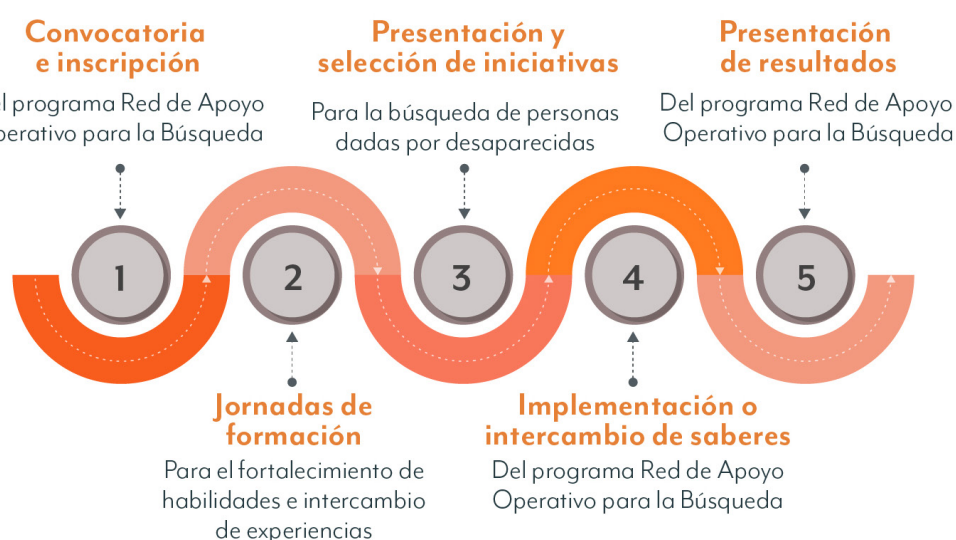 Convocatoria
e inscripción
el programa Red de Apoyo
perativo para la Búsqueda
1
Jornadas de
formación
Para el fortalecimiento de
habilidades e intercambio
de experiencias
2
Presentación y
selección de iniciativas
Para la búsqueda de personas
dadas por desaparecidas
3
Implementación o
intercambio de saberes
Del programa Red de Apoyo
Operativo para la Búsqueda
4
Presentación
de resultados
Del programa Red de Apoyo
Operativo para la Búsqueda
5